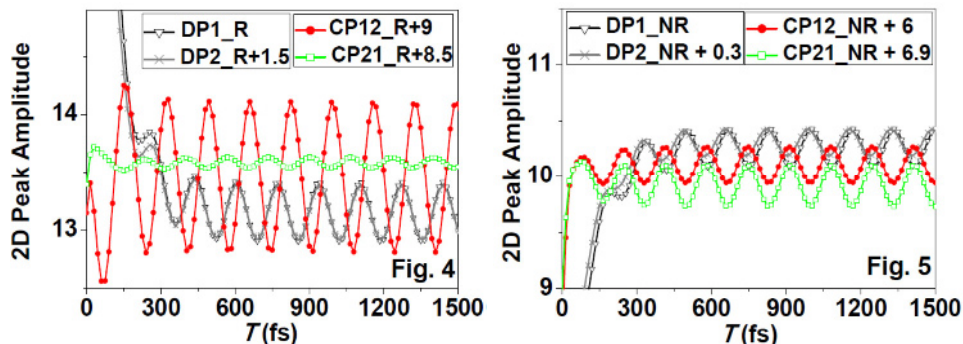 DP1_R
DP2_R+1.5
CP12_R+9
CP21_R+8.5
2D Peak Amplitude
14
13
Fig. 4
0 300 600 900 1200 1500
T (fs)
DP1_NR
DP2_NR + 0.3
CP12_NR + 6
CP21_NR + 6.9
2D Peak Amplitude
11
10
9
Fig. 5
0 300 600 900 1200 1500
T (fs)